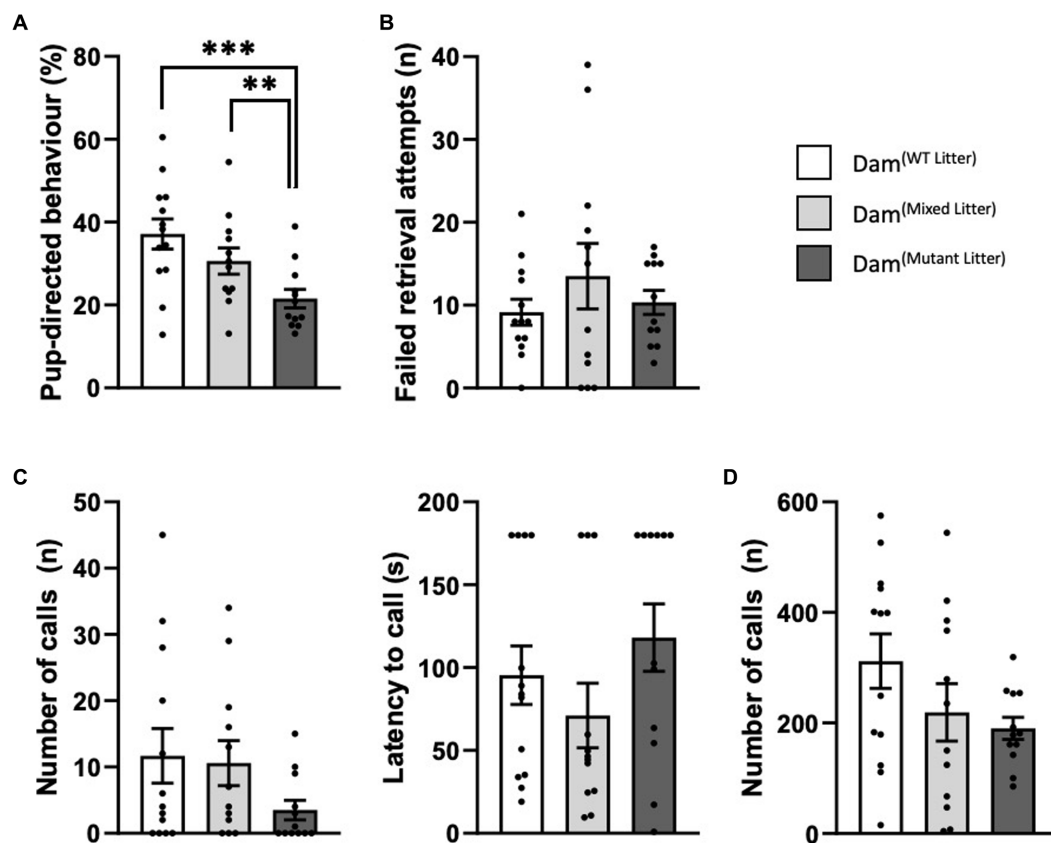 A
Pup-directed behaviour (%)
80
60
40
20
0
***
**
B
Failed retrieval attempts (n)
40
30
20
10
0
Dam(WT Litter)
Dam(Mixed Litter)
Dam(Mutant Litter)
C
Number of calls (n)
50
40
30
20
10
0
Latency to call (s)
200
150
100
50
0
D
Number of calls (n)
600
400
200
0